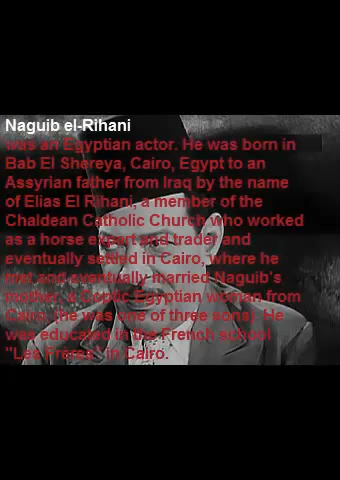 Naguib el-Rihani
was an Egyptian actor. He was born in
Bab El Shereya, Cairo, Egypt to an
Assyrian father from Iraq by the name
of Elias El Rihani, a member of the
Chaldean Catholic Church who worked
as a horse expert and trader and
eventually settled in Cairo, where he
met and eventually married Naguib's
mother, a Coptic Egyptian woman from
Cairo, (he was one of three sons). He
was educated in the French school
"Les Freres" in Cairo.